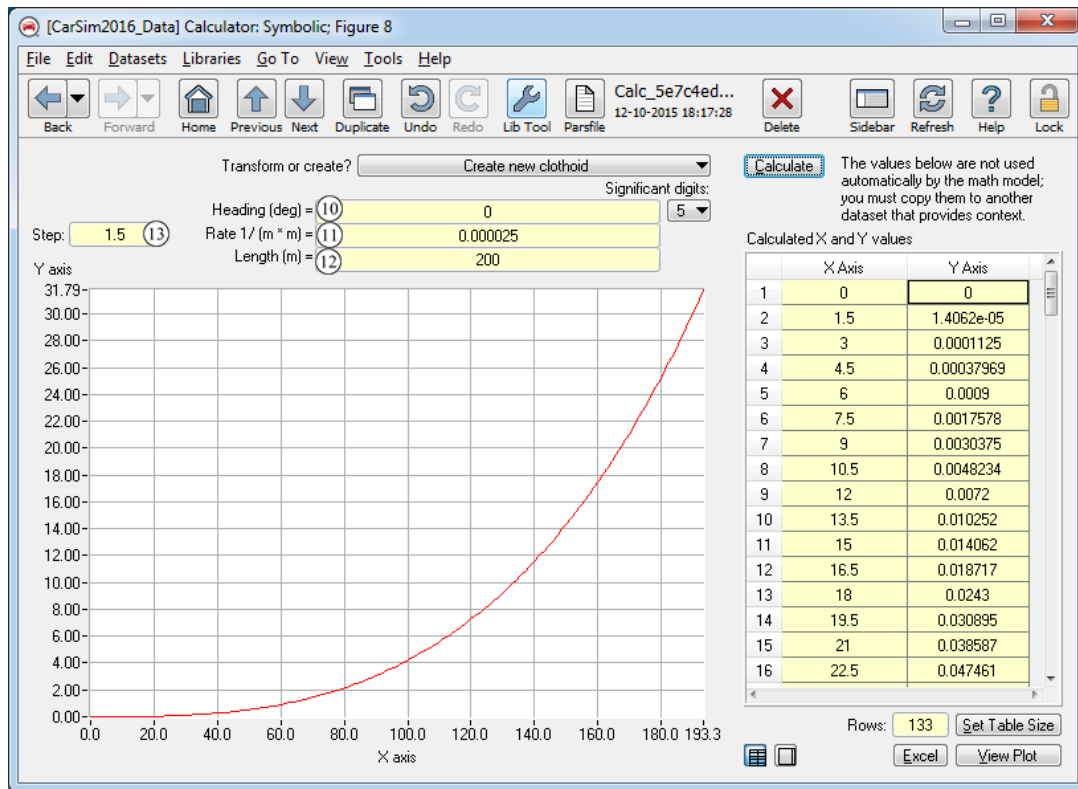 [CarSim2016_Data] Calculator: Symbolic; Figure 8
File Edit Datasets Libraries Go To View Tools Help
Back Forward Home Previous Next Duplicate Undo Redo Lib Tool Parsfile Calc_5e7c4ed... 12-10-2015 18:17:28 Delete Sidebar Refresh Help Lock
Transform or create? Create new clothoid
Significant digits:
5
Heading (deg) = 10 0
Step: 1.5 13
Rate 1/ (m * m) = 11 0.000025
Length (m) = 12 200
Calculate
The values below are not used
automatically by the math model;
you must copy them to another
dataset that provides context.
Y axis
31.79
30.00
28.00
26.00
24.00
22.00
20.00
18.00
16.00
14.00
12.00
10.00
8.00
6.00
4.00
2.00
0.00
0.0 20.0 40.0 60.0 80.0 100.0 120.0 140.0 160.0 180.0 193.3
X axis
Calculated X and Y values
X Axis Y Axis
1 0 0
2 1.5 1.4062e-05
3 3 0.0001125
4 4.5 0.00037969
5 6 0.0009
6 7.5 0.0017578
7 9 0.0030375
8 10.5 0.0048234
9 12 0.0072
10 13.5 0.010252
11 15 0.014062
12 16.5 0.018717
13 18 0.0243
14 19.5 0.030895
15 21 0.038587
16 22.5 0.047461
Rows: 133 Set Table Size
Excel View Plot